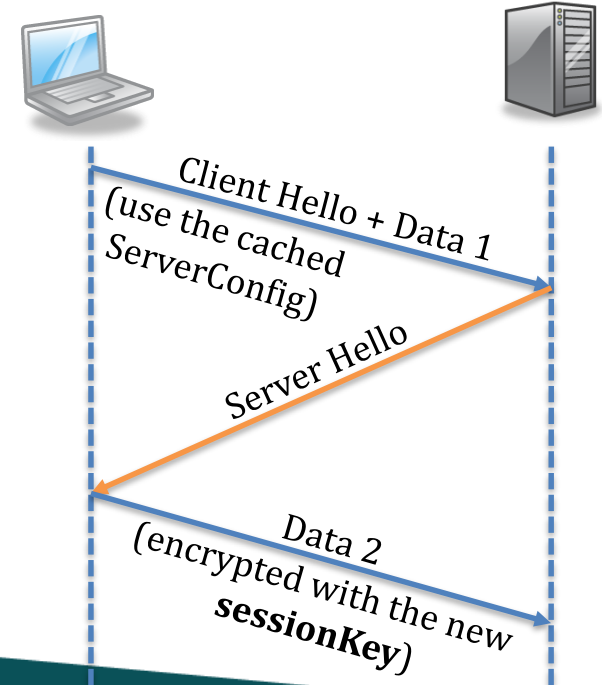 Client Hello + Data 1
(use the cached
ServerConfig)
Server Hello
Data 2
(encrypted with the new
sessionKey)